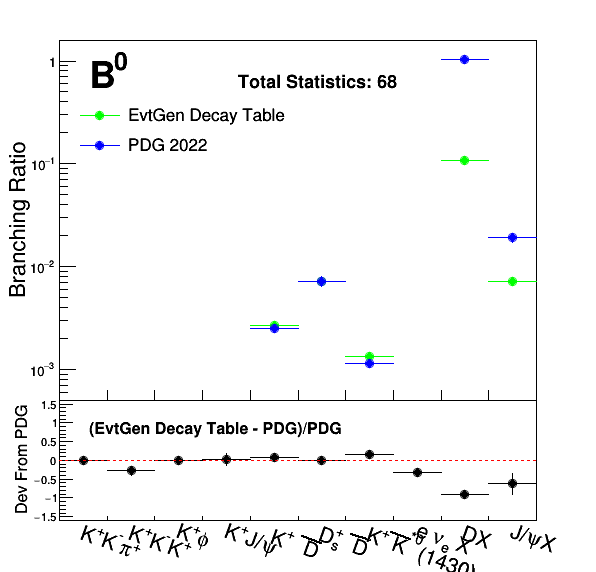 B⁰
Total Statistics: 68
EvtGen Decay Table
PDG 2022
Branching Ratio
1
10⁻¹
10⁻²
10⁻³
(EvtGen Decay Table - PDG)/PDG
Dev From PDG
1.5
1
0.5
0
−0.5
−1
−1.5
K⁺K⁻π⁺
K⁺K⁻K⁺
K⁺φ
K⁺J/ψ
DX
J/ψX
(1430)